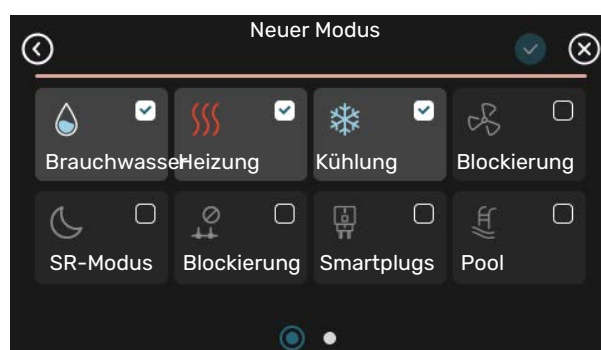 Neuer Modus
Brauchwasser Heizung Kühlung Blockierung
SR-Modus Blockierung Smartplugs Pool